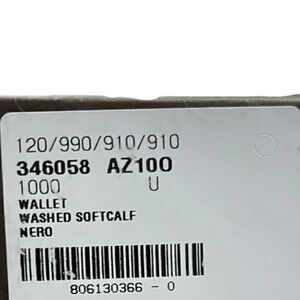 120/990/910/910
346058 AZ100
1000 U
WALLET
WASHED SOFTCALF
NERO
806130366 - 0